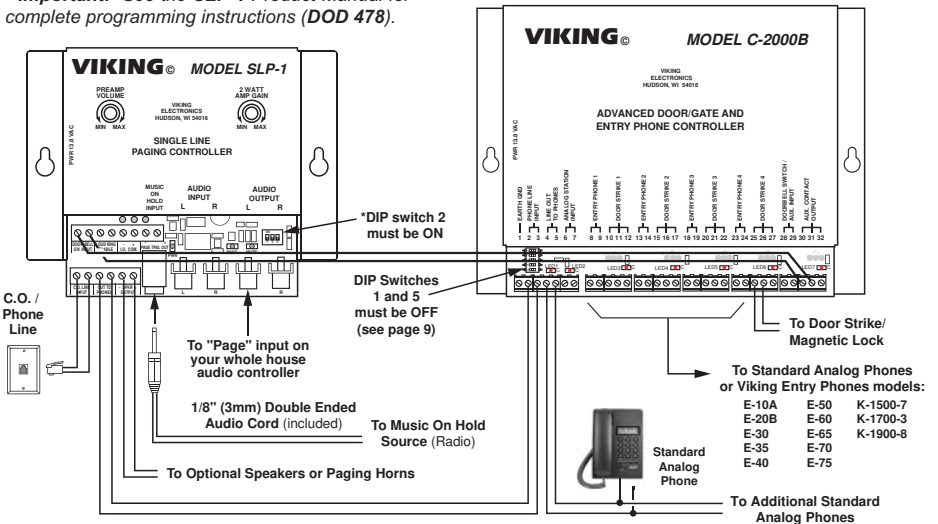 *Important: See the SLP-1 Product Manual for
complete programming instructions (DOD 478).
VIKING© MODEL SLP-1
PREAMP
VOLUME
MIN MAX
VIKING
ELECTRONICS
HUDSON, WI 54016
2 WATT
AMP GAIN
MIN MAX
SINGLE LINE
PAGING CONTROLLER
PWR 13.8 VAC
MUSIC
ON
HOLD
INPUT
AUDIO
INPUT
L R
AUDIO
OUTPUT
L R
PAGE TRIG. OUT
C.O. LINE
INPUT
OUT TO
PHONES
L R
L R
*DIP switch 2
must be ON
DIP Switches
1 and 5
must be OFF
(see page 9)
C.O. /
Phone
Line
To "Page" input on
your whole house
audio controller
1/8" (3mm) Double Ended
Audio Cord (included)
To Music On Hold
Source (Radio)
To Optional Speakers or Paging Horns
VIKING© MODEL C-2000B
VIKING
ELECTRONICS
HUDSON, WI 54016
ADVANCED DOOR/GATE AND
ENTRY PHONE CONTROLLER
PWR 13.8 VAC
EARTH GND
PHONE LINE
INPUT
LINE OUT
TO PHONES
ANALOG STATION
INPUT
ENTRY PHONE 1
DOOR STRIKE 1
ENTRY PHONE 2
DOOR STRIKE 2
ENTRY PHONE 3
DOOR STRIKE 3
ENTRY PHONE 4
DOOR STRIKE 4
DOORBELL SWITCH /
AUX. INPUT
AUX. CONTACT
OUTPUT
1 2 3 4 5 6 7 8 9 10 11 12 13 14 15 16 17 18 19 20 21 22 23 24 25 26 27 28 29 30 31 32
LED1 LED2 LED3 LED4 LED5 LED6 LED7
To Door Strike/
Magnetic Lock
To Standard Analog Phones
or Viking Entry Phones models:
E-10A E-50 K-1500-7
E-20B E-60 K-1700-3
E-30 E-65 K-1900-8
E-35 E-70
E-40 E-75
Standard
Analog
Phone
To Additional Standard
Analog Phones